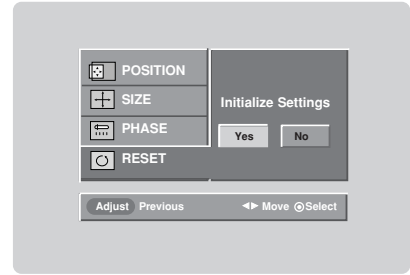 POSITION
SIZE
PHASE
RESET
Initialize Settings
Yes No
Adjust Previous ◄► Move ⦿Select